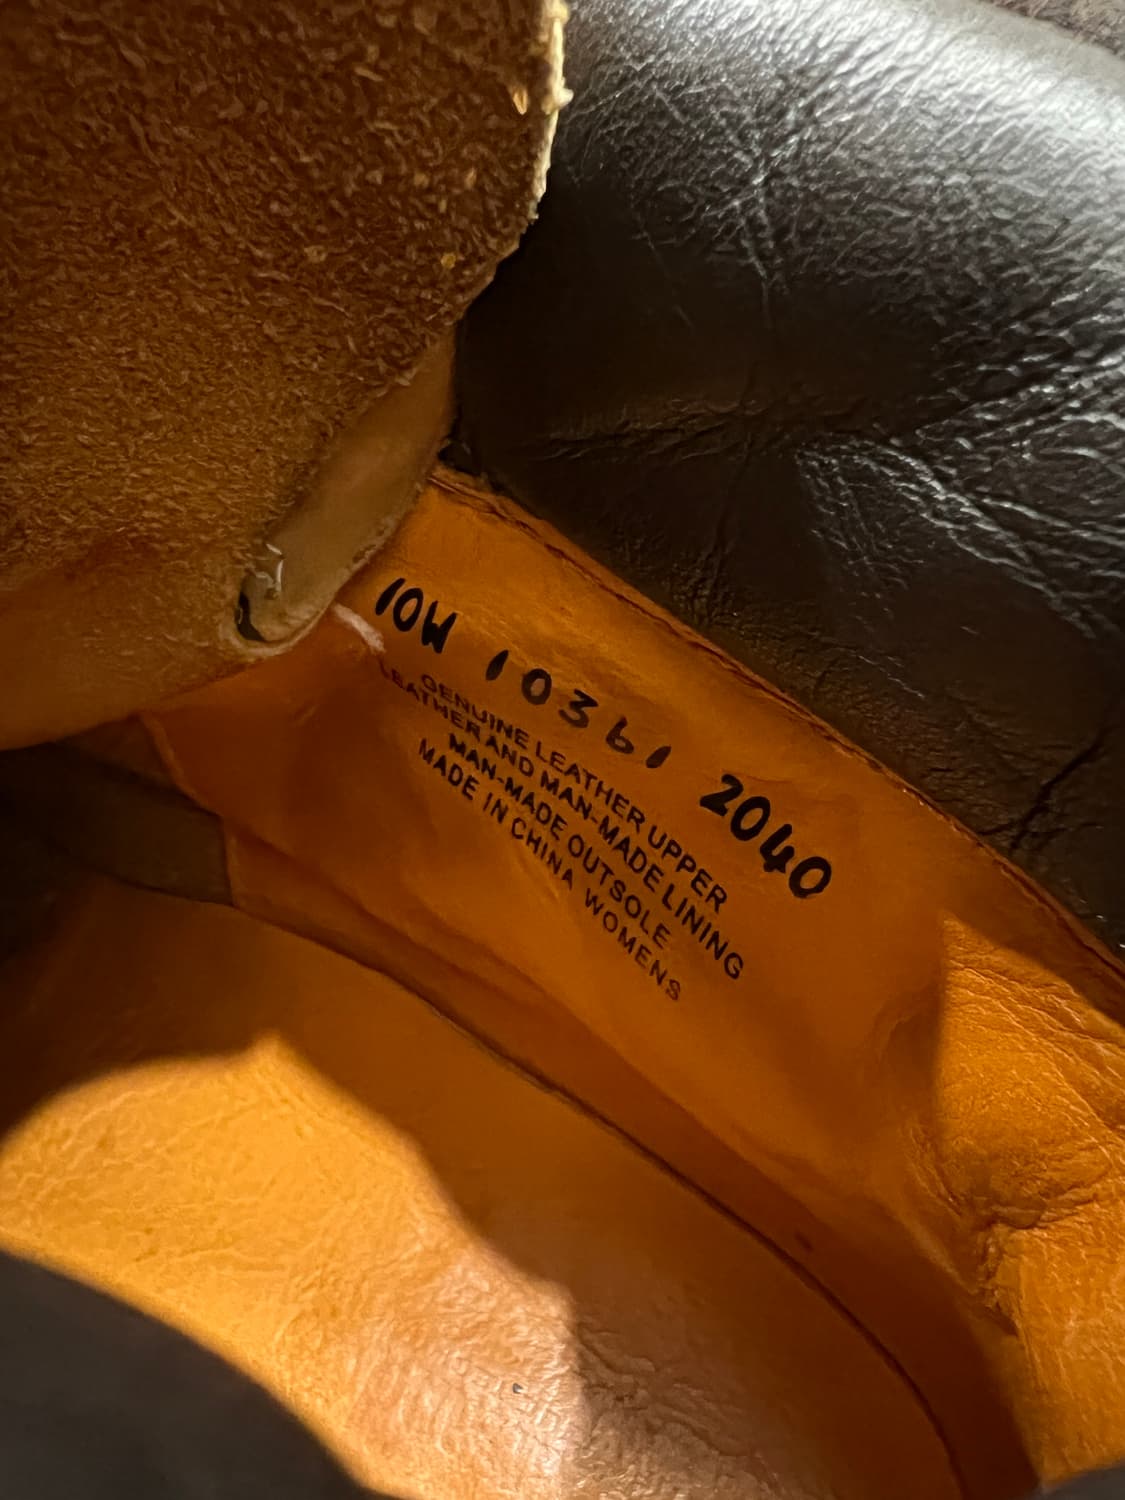 10W 10361 2040
GENUINE LEATHER UPPER
LEATHER AND MAN-MADE LINING
MAN-MADE OUTSOLE
MADE IN CHINA WOMENS